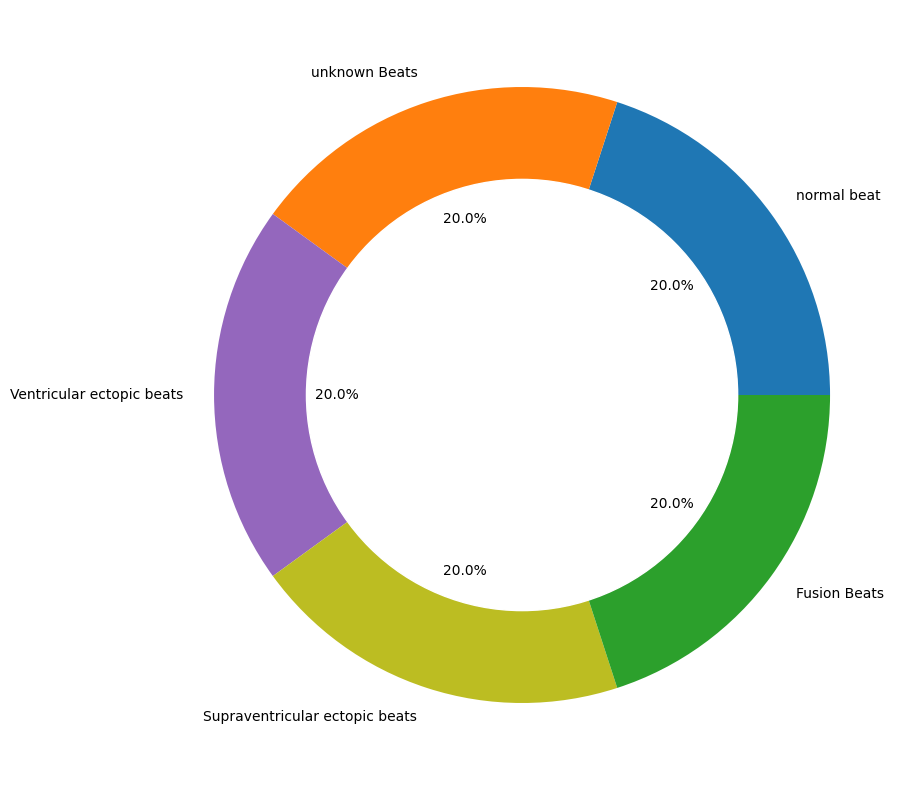 unknown Beats
normal beat
20.0%
20.0%
Ventricular ectopic beats
20.0%
20.0%
20.0%
Fusion Beats
Supraventricular ectopic beats